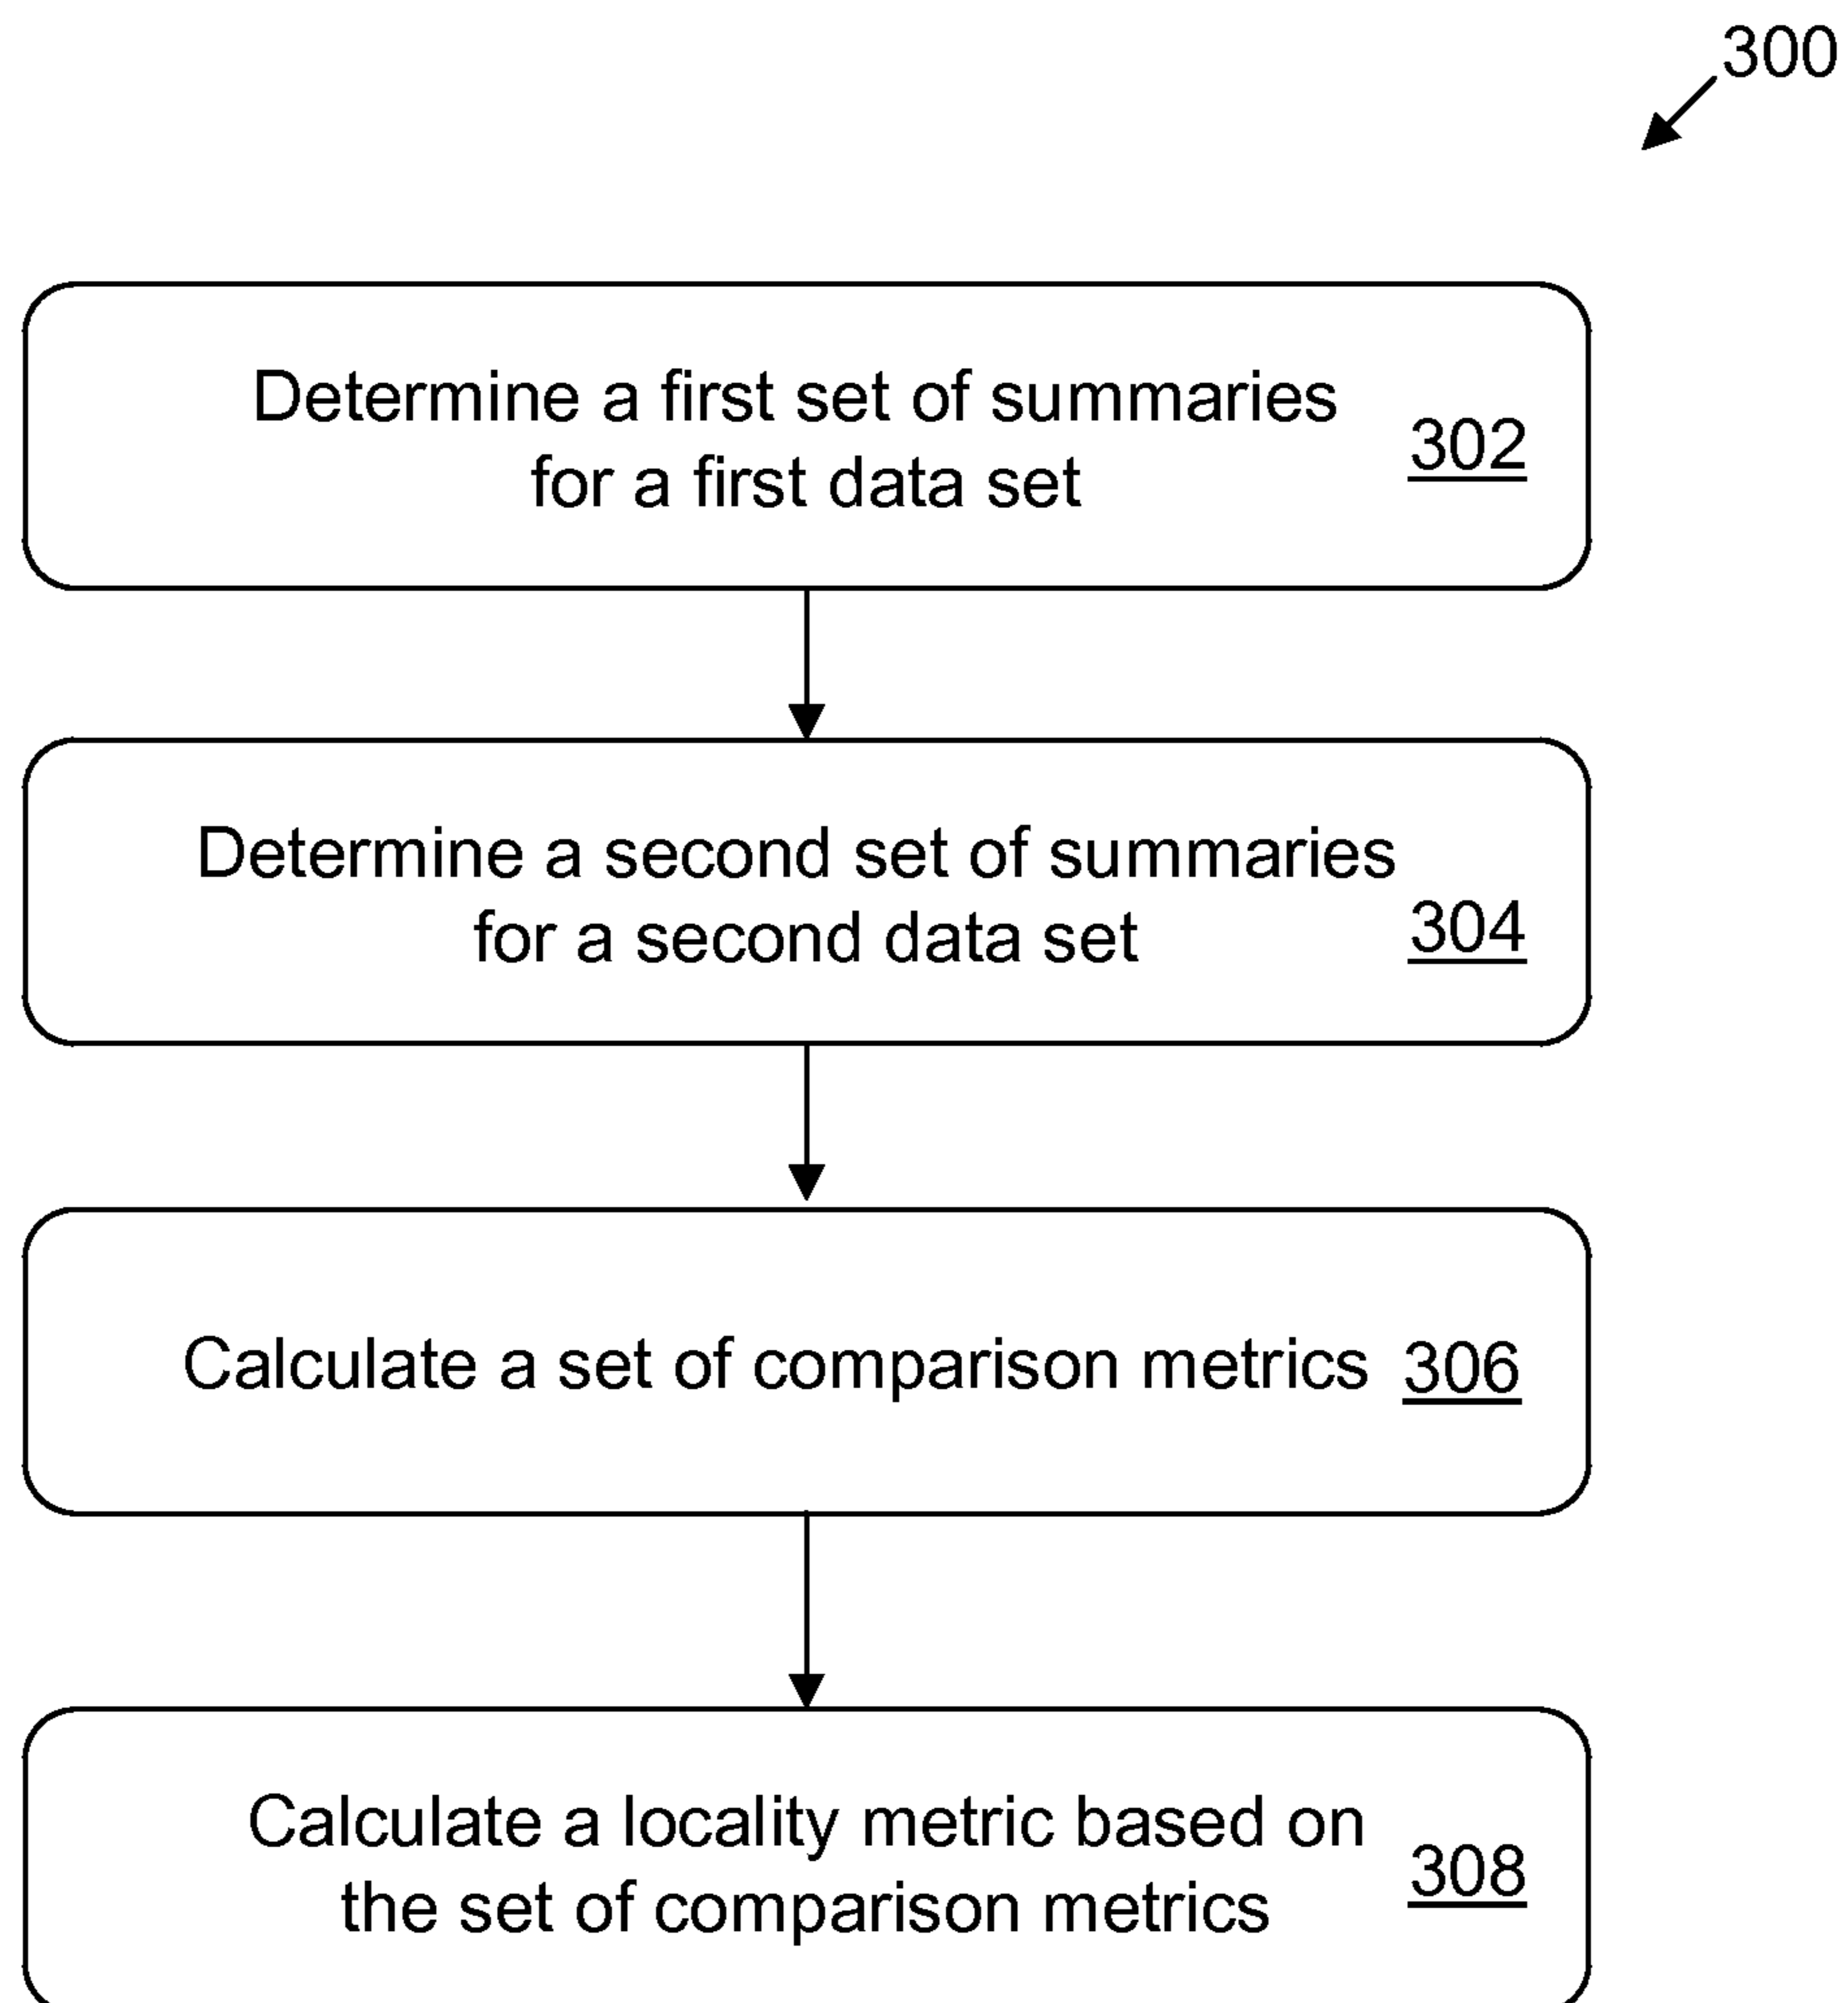 300
Determine a first set of summaries
for a first data set
302
Determine a second set of summaries
for a second data set
304
Calculate a set of comparison metrics 306
Calculate a locality metric based on
the set of comparison metrics
308